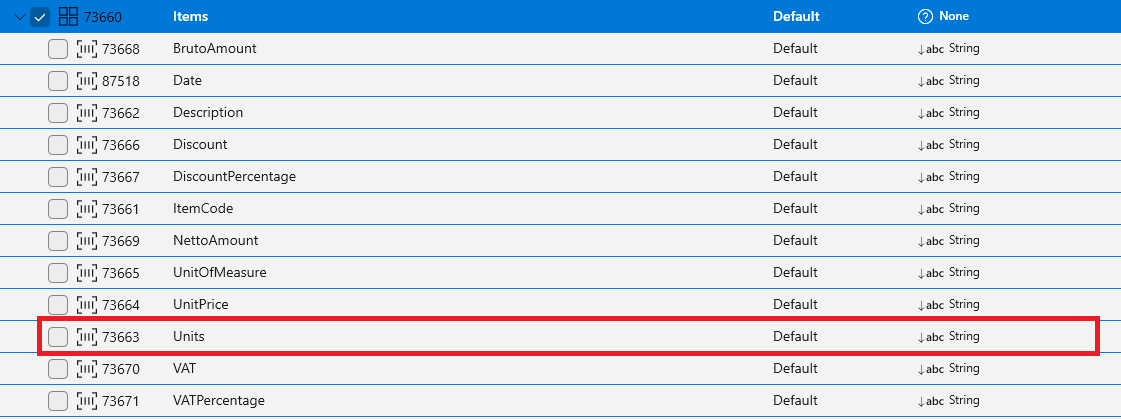 73660 Items Default None
73668 BrutoAmount Default abc String
87518 Date Default abc String
73662 Description Default abc String
73666 Discount Default abc String
73667 DiscountPercentage Default abc String
73661 ItemCode Default abc String
73669 NettoAmount Default abc String
73665 UnitOfMeasure Default abc String
73664 UnitPrice Default abc String
73663 Units Default abc String
73670 VAT Default abc String
73671 VATPercentage Default abc String